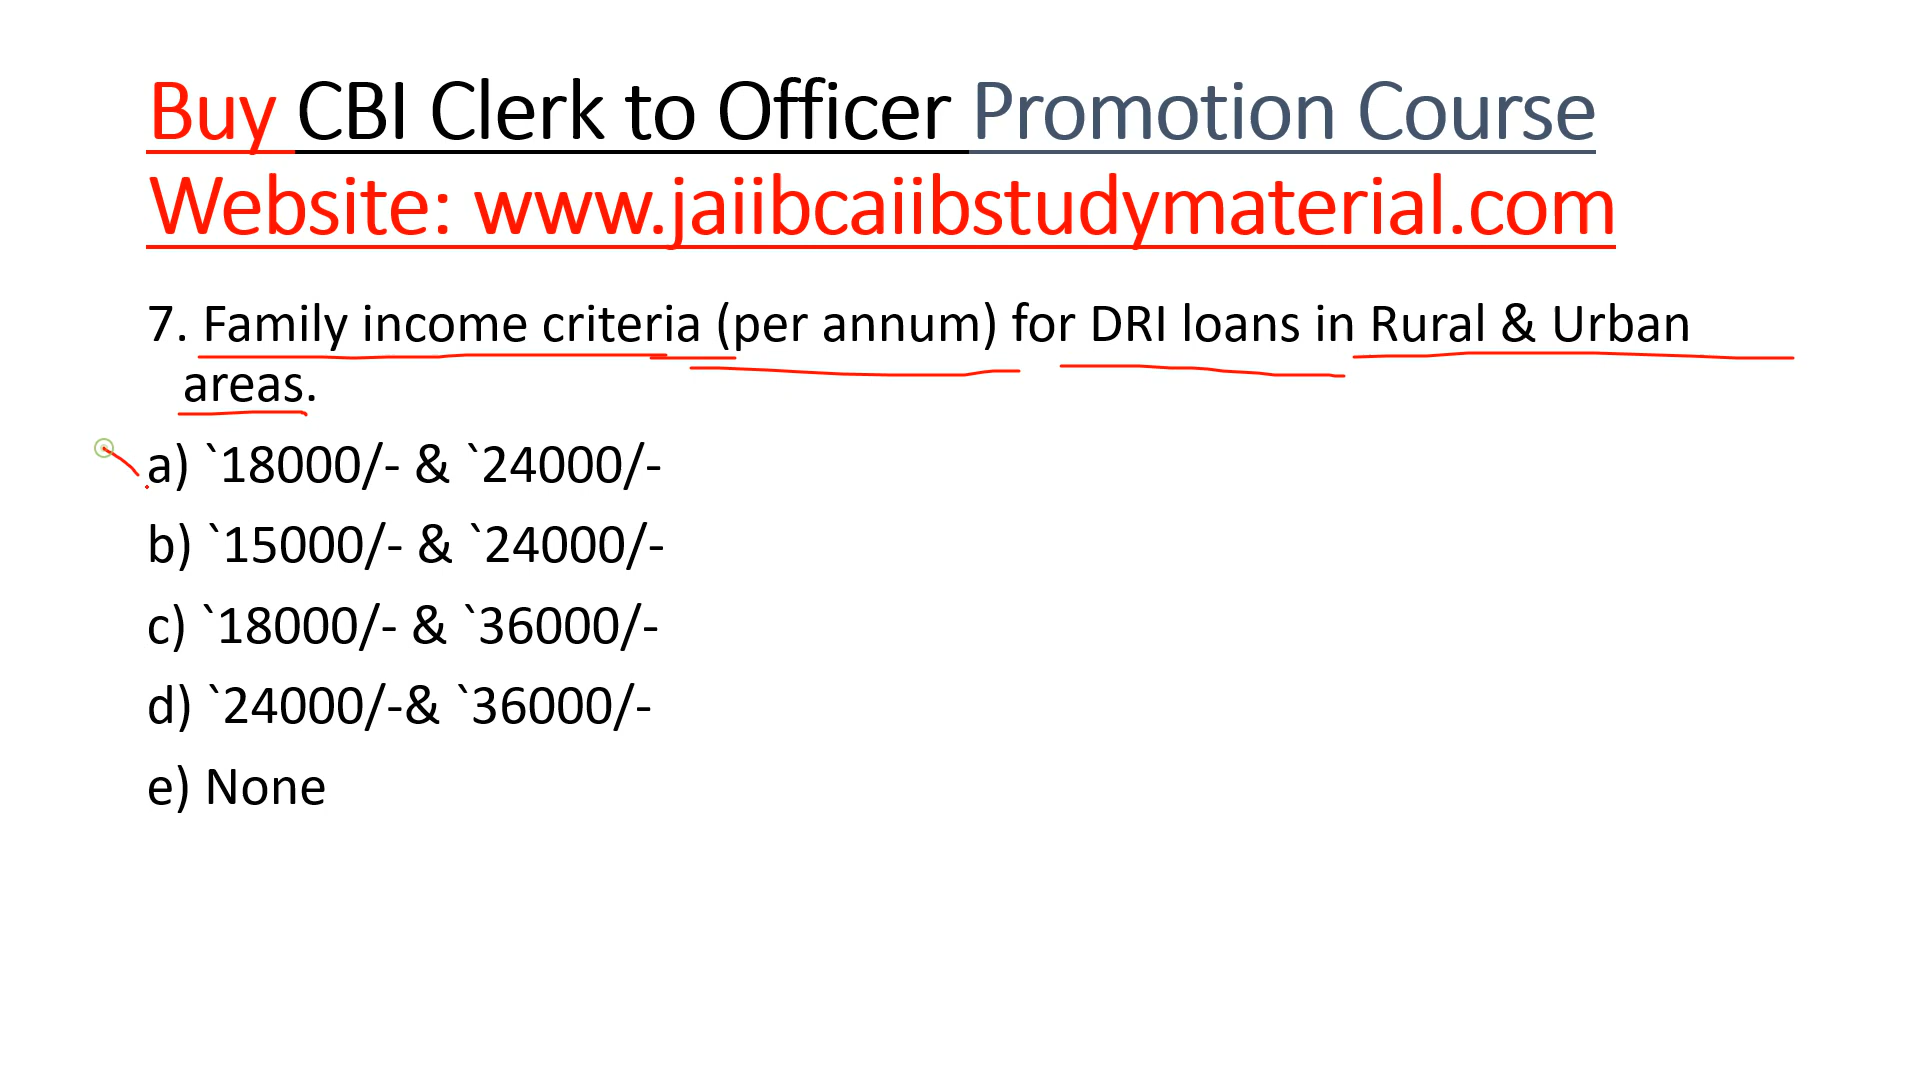 Buy CBI Clerk to Officer Promotion Course
Website: www.jaiibcaiibstudymaterial.com
7. Family income criteria (per annum) for DRI loans in Rural & Urban
areas.
a) `18000/- & `24000/-
b) `15000/- & `24000/-
c) `18000/- & `36000/-
d) `24000/-& `36000/-
e) None